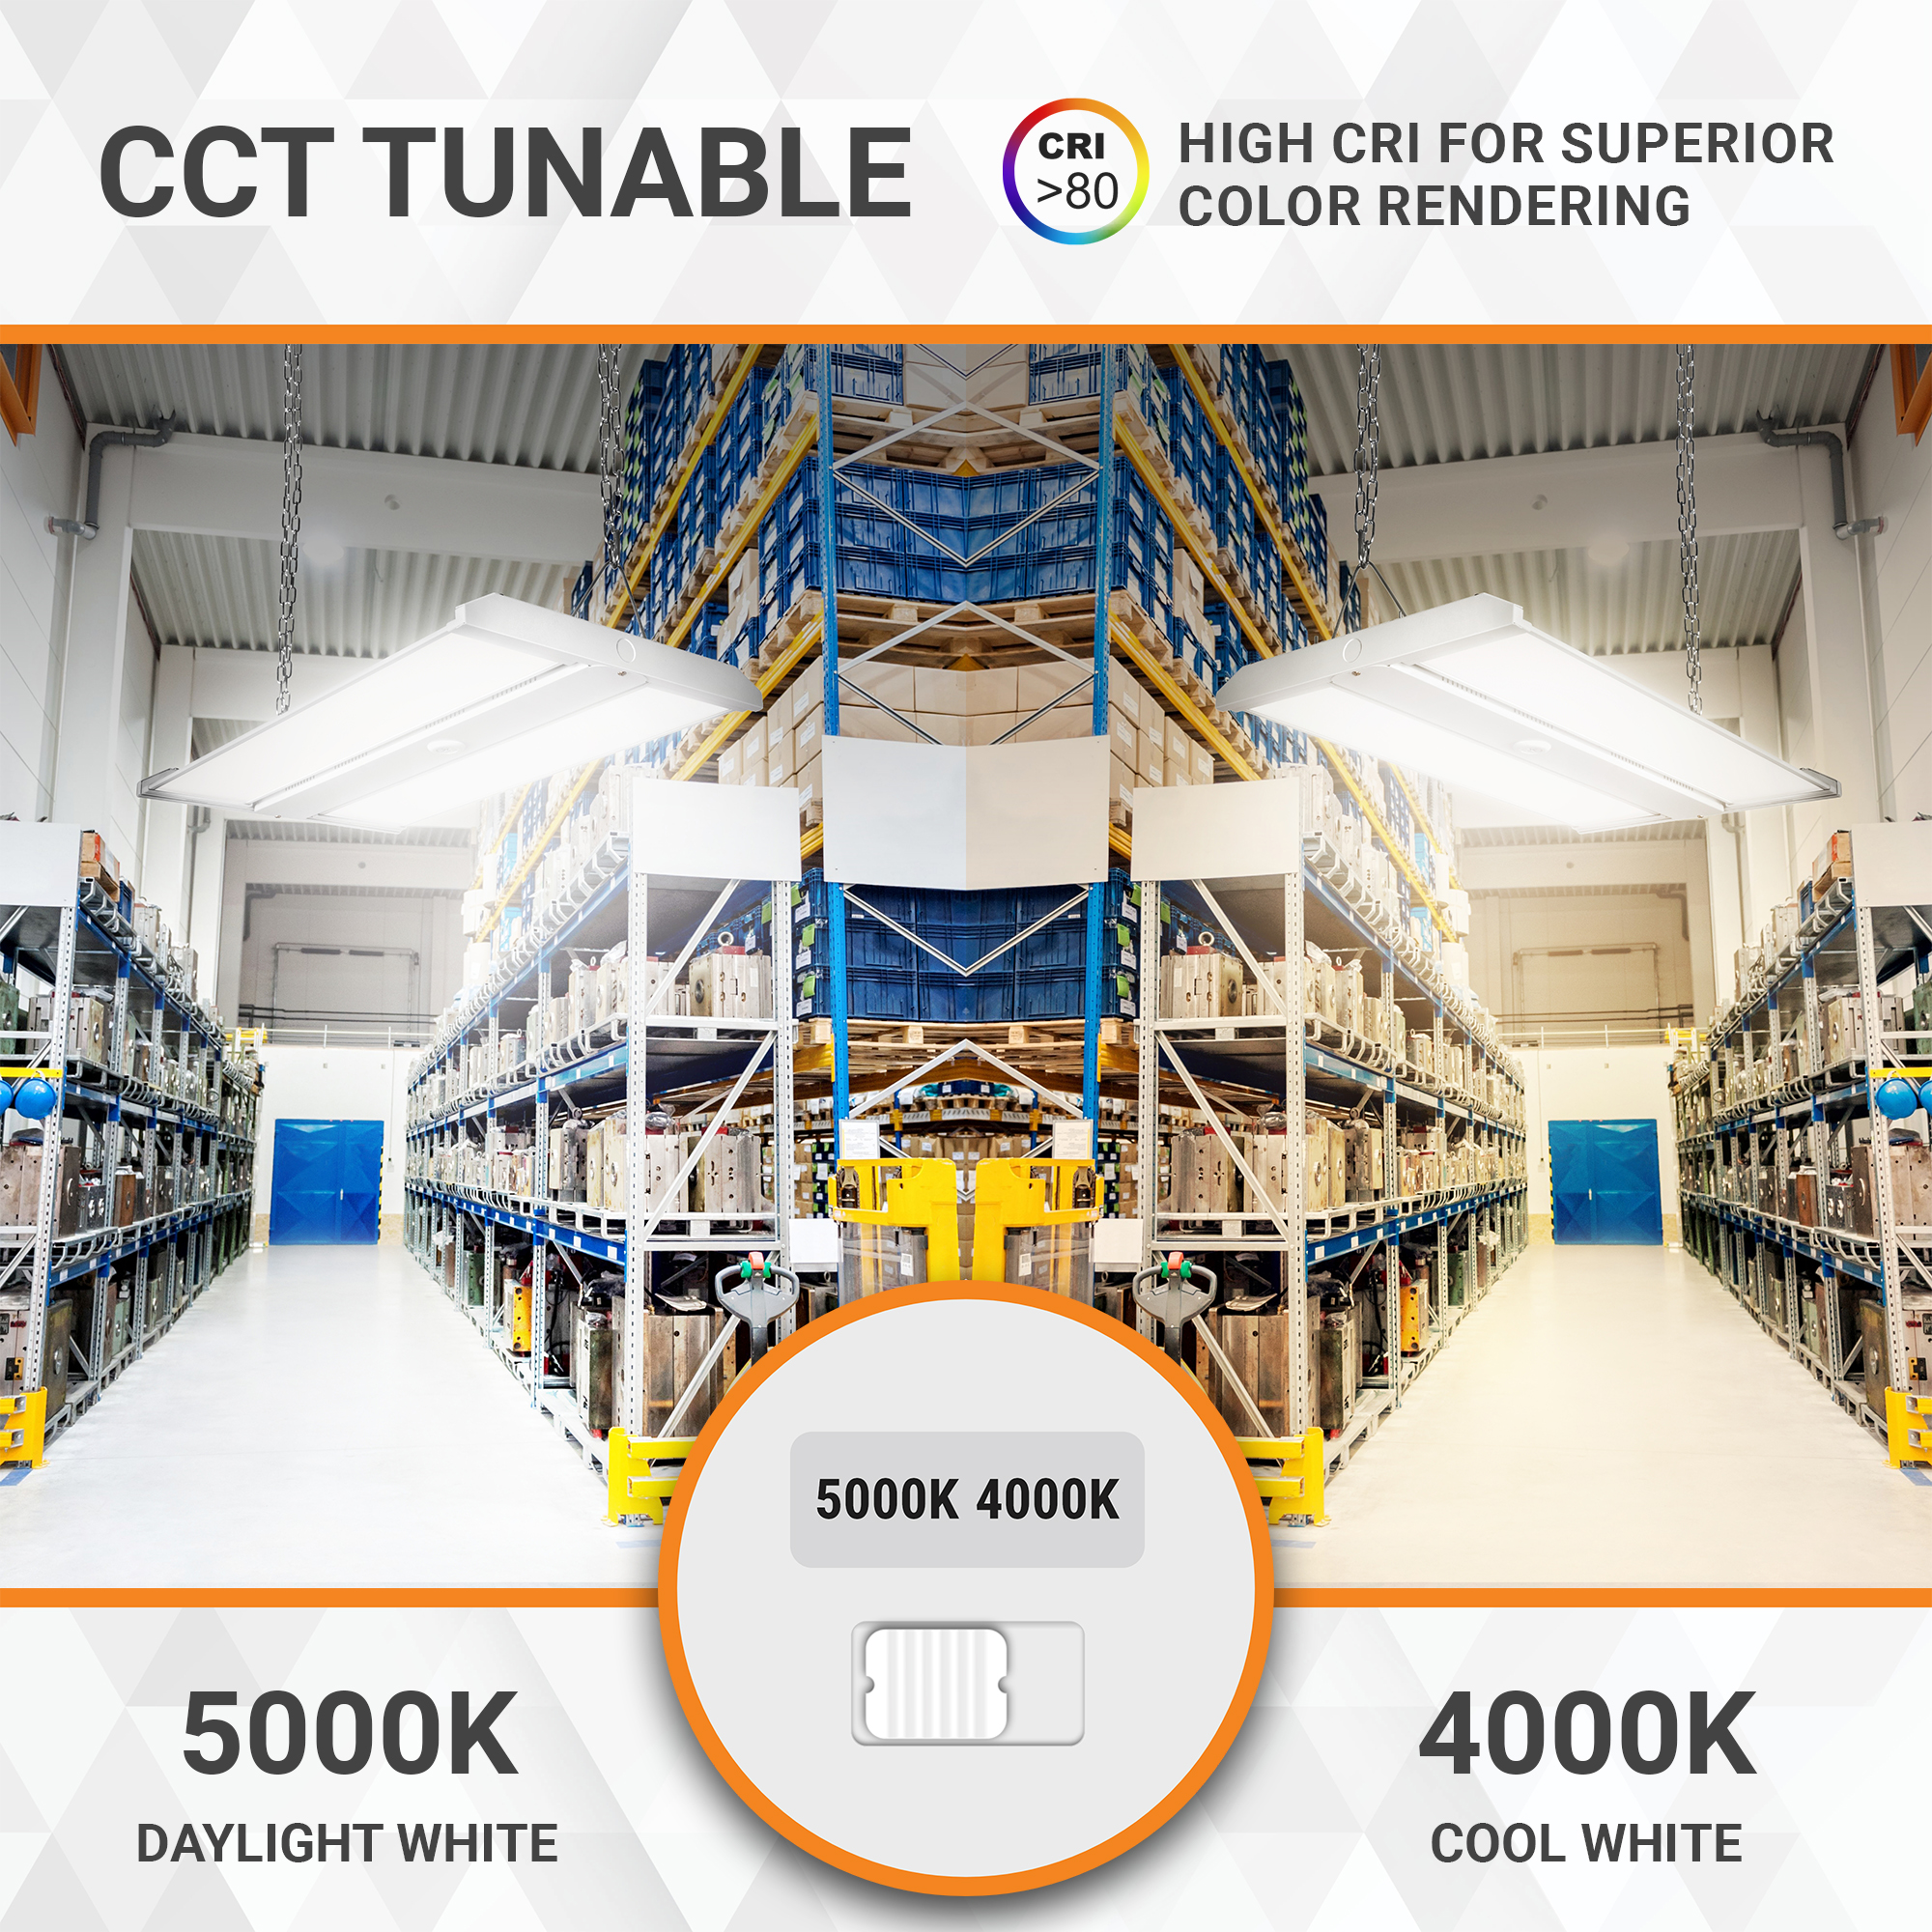 CCT TUNABLE
CRI
>80
HIGH CRI FOR SUPERIOR
COLOR RENDERING
5000K 4000K
5000K
DAYLIGHT WHITE
4000K
COOL WHITE